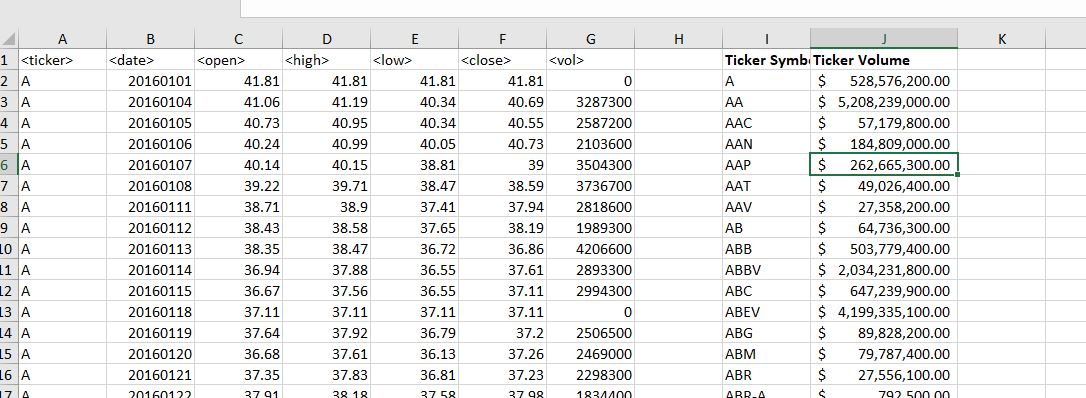 A B C D E F G H I J K
1 <ticker> <date> <open> <high> <low> <close> <vol> Ticker Symb Ticker Volume
2 A 20160101 41.81 41.81 41.81 41.81 0 A $ 528,576,200.00
3 A 20160104 41.06 41.19 40.34 40.69 3287300 AA $ 5,208,239,000.00
4 A 20160105 40.73 40.95 40.34 40.55 2587200 AAC $ 57,179,800.00
5 A 20160106 40.24 40.99 40.05 40.73 2103600 AAN $ 184,809,000.00
6 A 20160107 40.14 40.15 38.81 39 3504300 AAP $ 262,665,300.00
7 A 20160108 39.22 39.71 38.47 38.59 3736700 AAT $ 49,026,400.00
8 A 20160111 38.71 38.9 37.41 37.94 2818600 AAV $ 27,358,200.00
9 A 20160112 38.43 38.58 37.65 38.19 1989300 AB $ 64,736,300.00
10 A 20160113 38.35 38.47 36.72 36.86 4206600 ABB $ 503,779,400.00
11 A 20160114 36.94 37.88 36.55 37.61 2893300 ABBV $ 2,034,231,800.00
12 A 20160115 36.67 37.56 36.55 37.11 2994300 ABC $ 647,239,900.00
13 A 20160118 37.11 37.11 37.11 37.11 0 ABEV $ 4,199,335,100.00
14 A 20160119 37.64 37.92 36.79 37.2 2506500 ABG $ 89,828,200.00
15 A 20160120 36.68 37.61 36.13 37.26 2469000 ABM $ 79,787,400.00
16 A 20160121 37.35 37.83 36.81 37.23 2298300 ABR $ 27,556,100.00
17 A 20160122 37.91 38.18 37.58 37.98 1834400 ABR-A $ 792,500.00